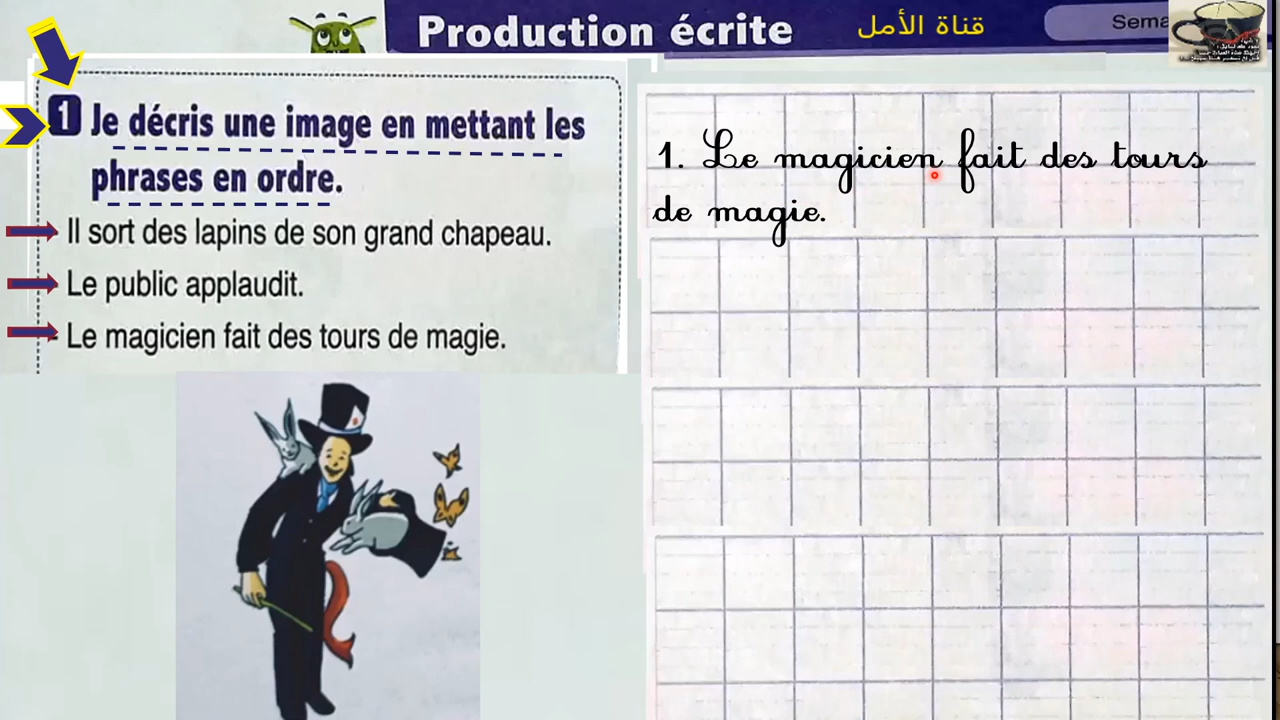 Production écrite
قناة الأمل
Sema
1 Je décris une image en mettant les
phrases en ordre.
Il sort des lapins de son grand chapeau.
Le public applaudit.
Le magicien fait des tours de magie.
1. Le magicien fait des tours
de magie.